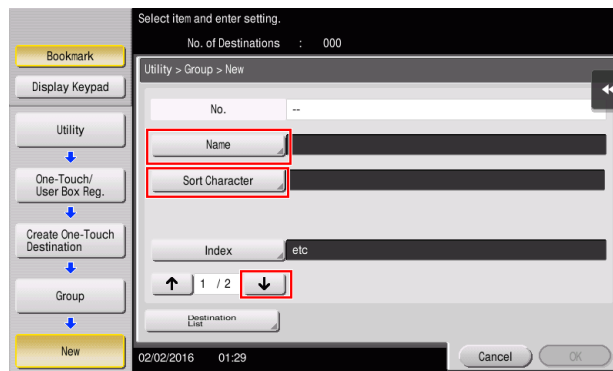 Select item and enter setting.
No. of Destinations : 000
Bookmark
Display Keypad
Utility
One-Touch/
User Box Reg.
Create One-Touch
Destination
Group
New
Utility > Group > New
No. --
Name
Sort Character
Index etc
1 / 2
Destination
List
02/02/2016 01:29
Cancel
OK